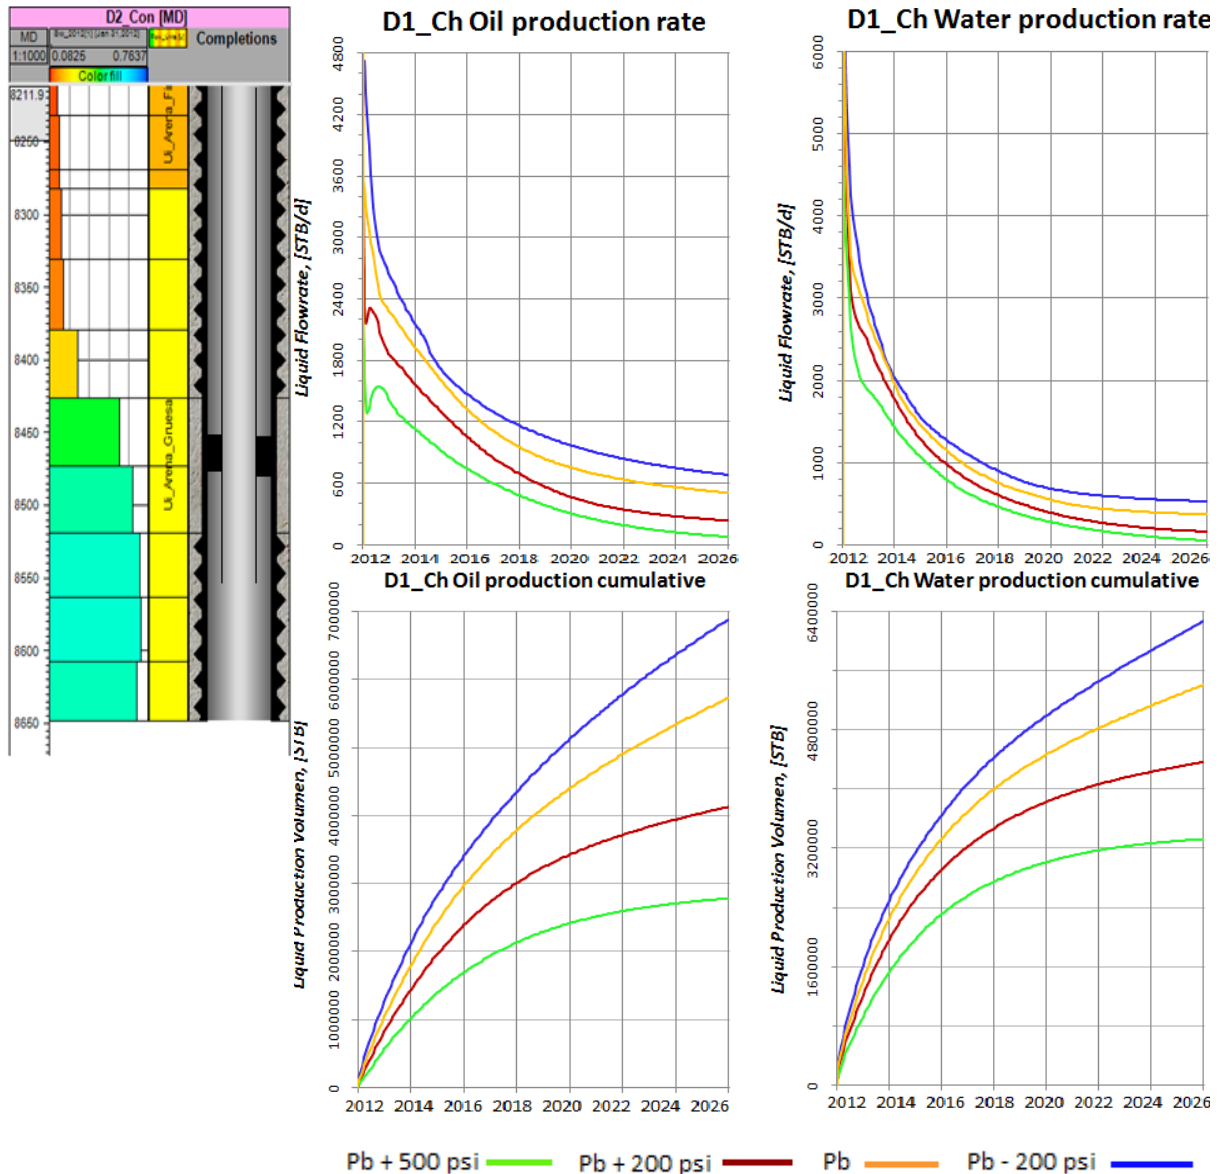 D2_Con [MD]
MD
Completions
1:1000
0.0825 0.7637
Color fill
8211.9
8250
8300
8350
8400
8450
8500
8550
8600
8650
Ui_Arena_Fi
Ui_Arena_Gruesa
D1_Ch Oil production rate
Liquid Flowrate, [STB/d]
4800
4200
3600
3000
2400
1800
1200
600
0
2012 2014 2016 2018 2020 2022 2024 2026
D1_Ch Water production rate
Liquid Flowrate, [STB/d]
6000
5000
4000
3000
2000
1000
0
2012 2014 2016 2018 2020 2022 2024 2026
D1_Ch Oil production cumulative
Liquid Production Volumen, [STB]
7000000
6000000
5000000
4000000
3000000
2000000
1000000
0
2012 2014 2016 2018 2020 2022 2024 2026
D1_Ch Water production cumulative
Liquid Production Volumen, [STB]
6400000
4800000
3200000
1600000
0
2012 2014 2016 2018 2020 2022 2024 2026
Pb + 500 psi Pb + 200 psi Pb Pb - 200 psi